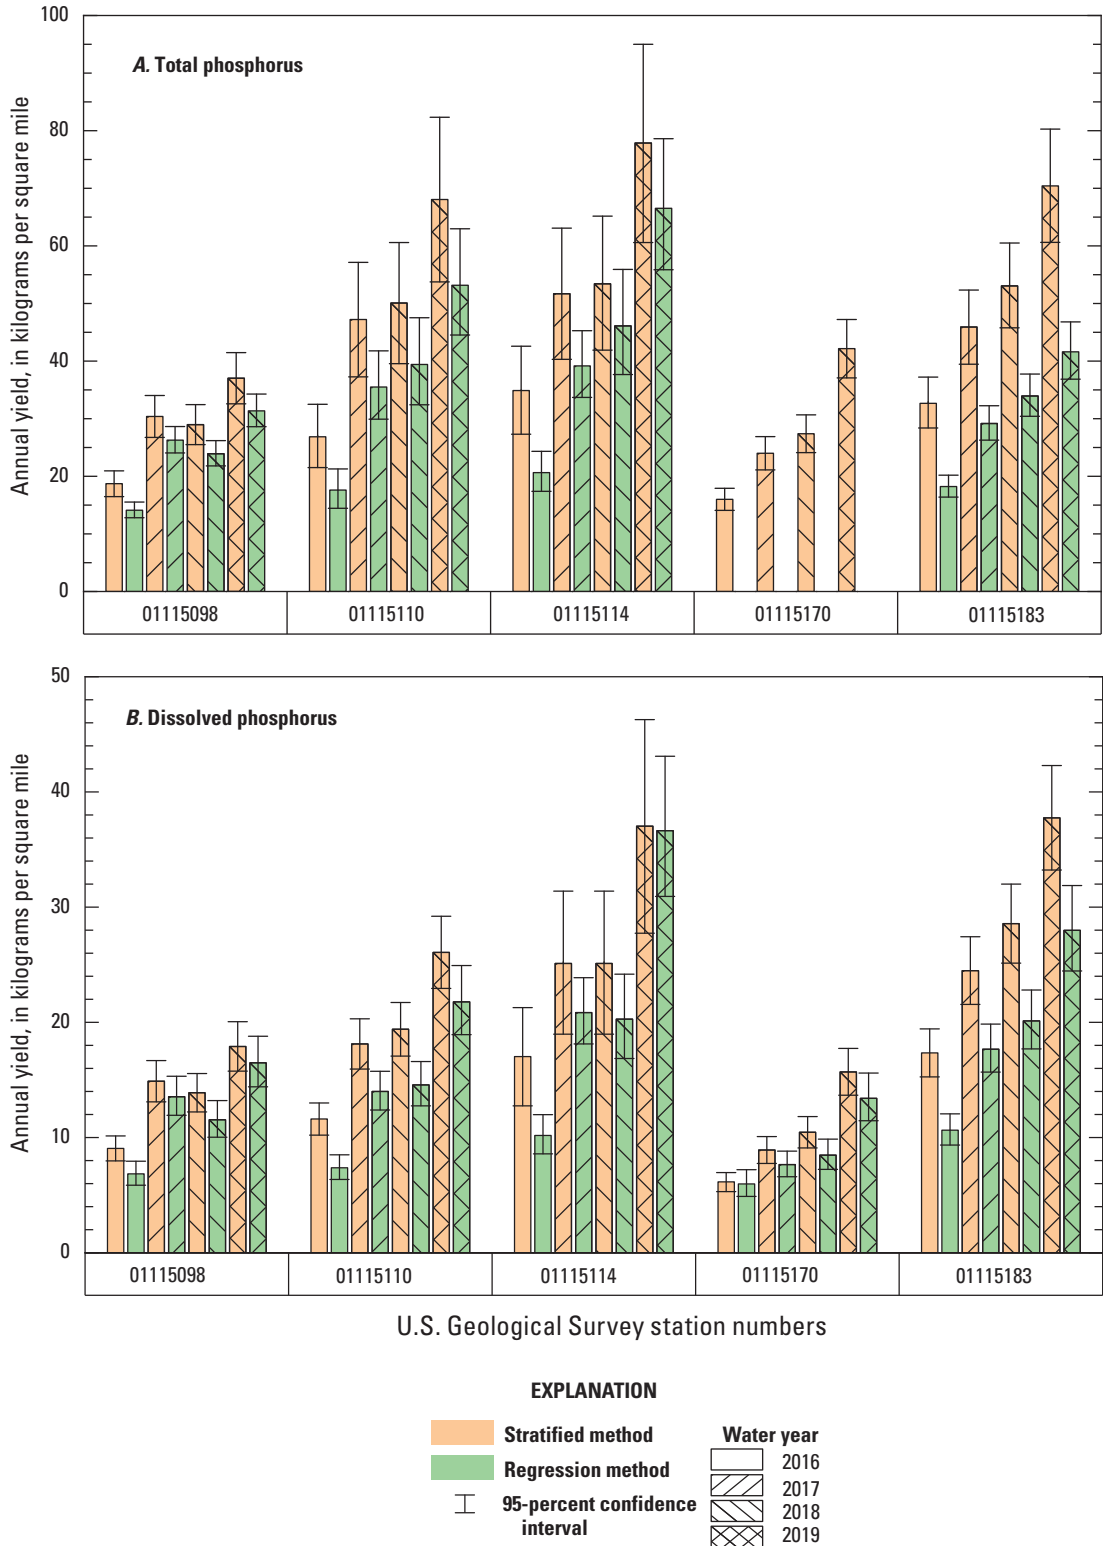 100
A. Total phosphorus
80
60
40
20
0
Annual yield, in kilograms per square mile
01115098 01115110 01115114 01115170 01115183
50
B. Dissolved phosphorus
40
30
20
10
0
Annual yield, in kilograms per square mile
01115098 01115110 01115114 01115170 01115183
U.S. Geological Survey station numbers
EXPLANATION
Stratified method
Regression method
95-percent confidence
interval
Water year
2016
2017
2018
2019